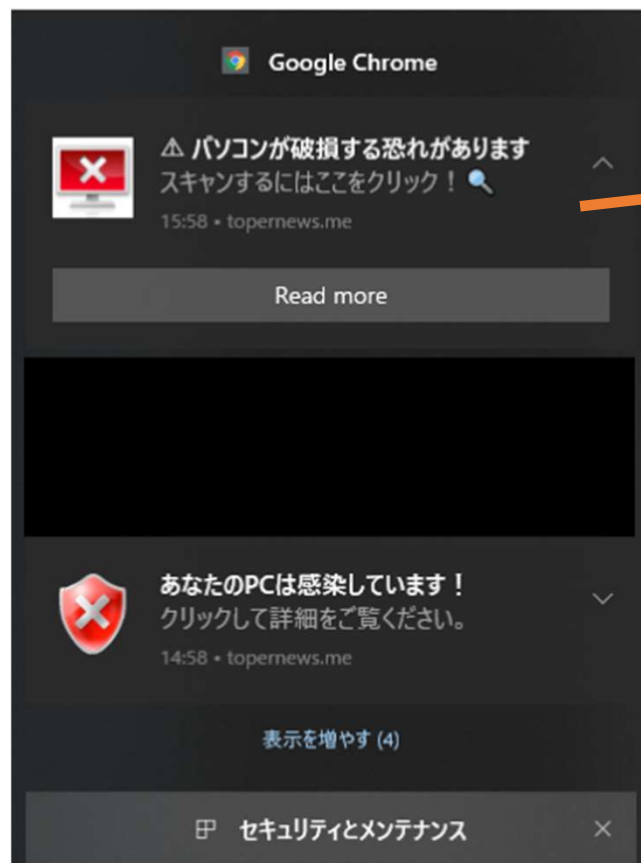 Google Chrome
⚠ パソコンが破損する恐れがあります
スキャンするにはここをクリック！🔍
15:58 • topernews.me
Read more
あなたのPCは感染しています！
クリックして詳細をご覧ください。
14:58 • topernews.me
表示を増やす (4)
セキュリティとメンテナンス